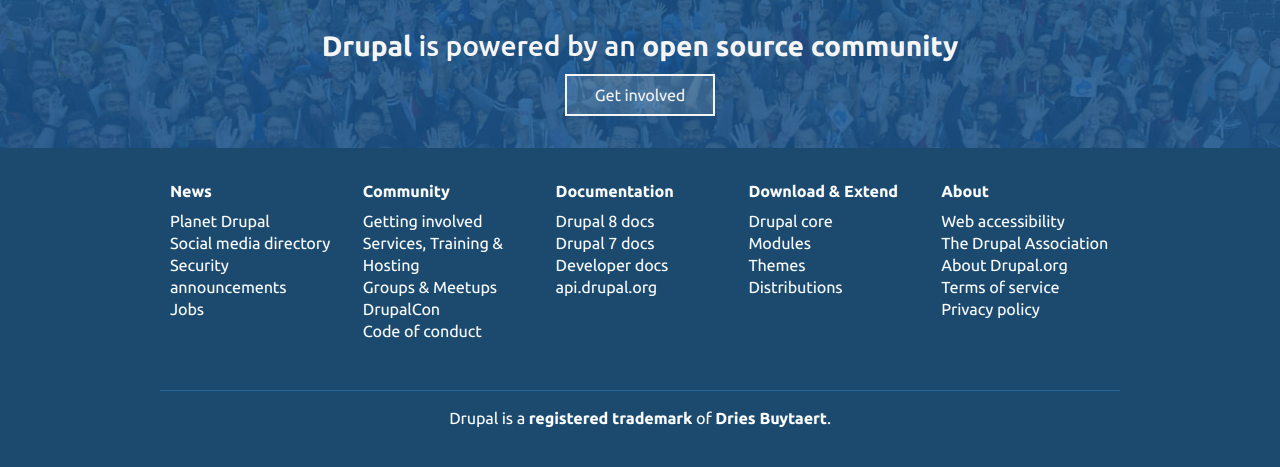 Drupal is powered by an open source community
Get involved
News
Planet Drupal
Social media directory
Security
announcements
Jobs
Community
Getting involved
Services, Training &
Hosting
Groups & Meetups
DrupalCon
Code of conduct
Documentation
Drupal 8 docs
Drupal 7 docs
Developer docs
api.drupal.org
Download & Extend
Drupal core
Modules
Themes
Distributions
About
Web accessibility
The Drupal Association
About Drupal.org
Terms of service
Privacy policy
Drupal is a registered trademark of Dries Buytaert.